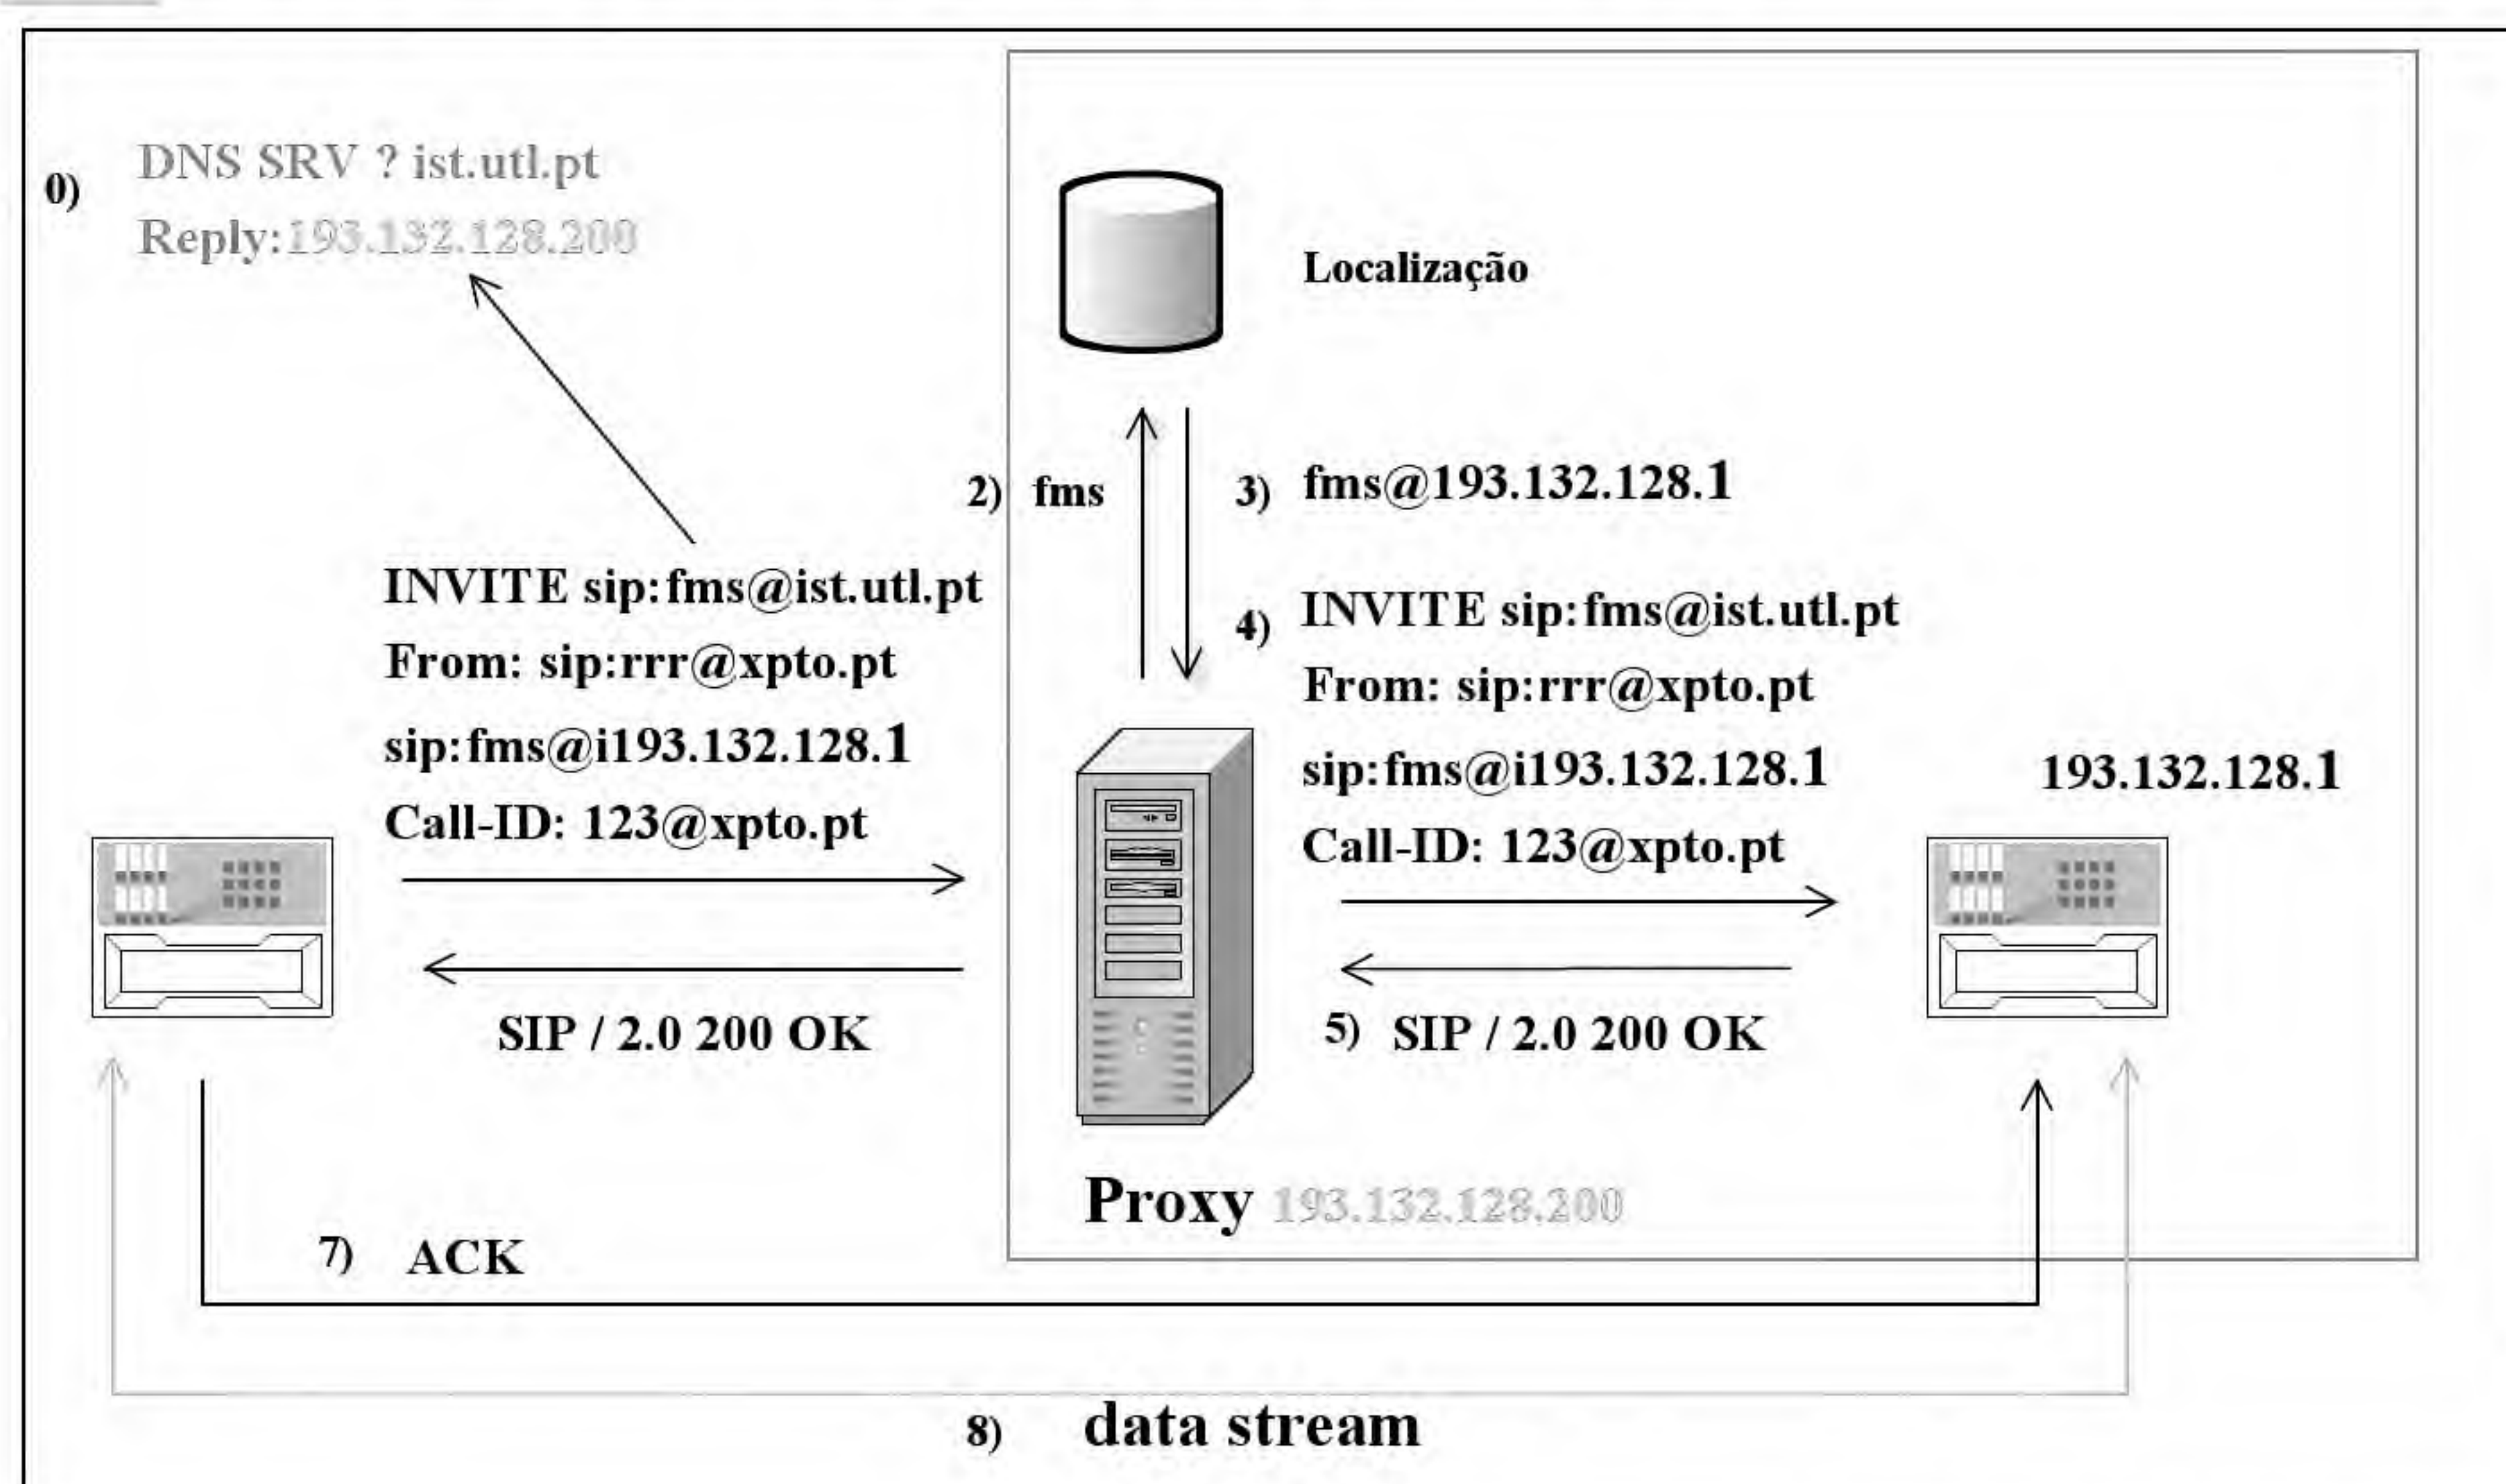 0) DNS SRV ? ist.utl.pt
Reply:193.132.128.200
Localização
2) fms
3) fms@193.132.128.1
INVITE sip:fms@ist.utl.pt
From: sip:rrr@xpto.pt
sip:fms@i193.132.128.1
Call-ID: 123@xpto.pt
4) INVITE sip:fms@ist.utl.pt
From: sip:rrr@xpto.pt
sip:fms@i193.132.128.1
Call-ID: 123@xpto.pt
193.132.128.1
SIP / 2.0 200 OK
5) SIP / 2.0 200 OK
Proxy 193.132.128.200
7) ACK
8) data stream